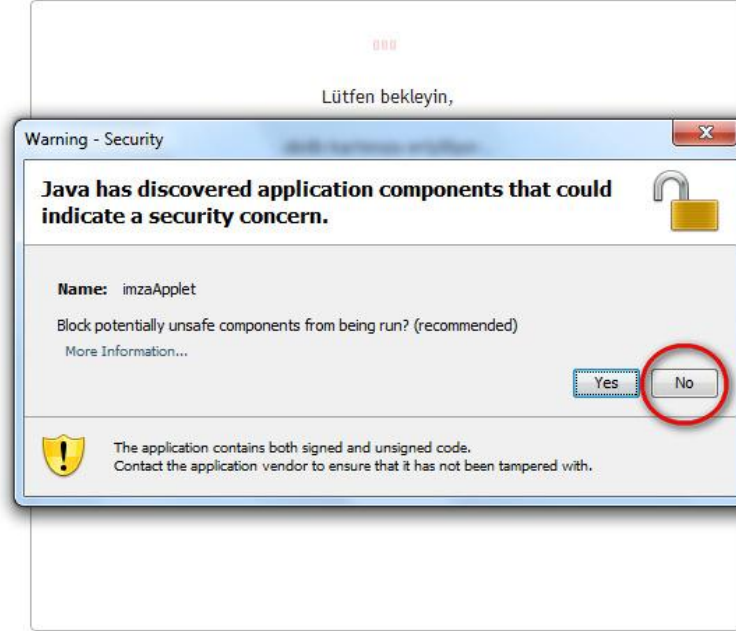 Lütfen bekleyin,
Warning - Security
Java has discovered application components that could
indicate a security concern.
Name: imzaApplet
Block potentially unsafe components from being run? (recommended)
More Information...
Yes No
The application contains both signed and unsigned code.
Contact the application vendor to ensure that it has not been tampered with.